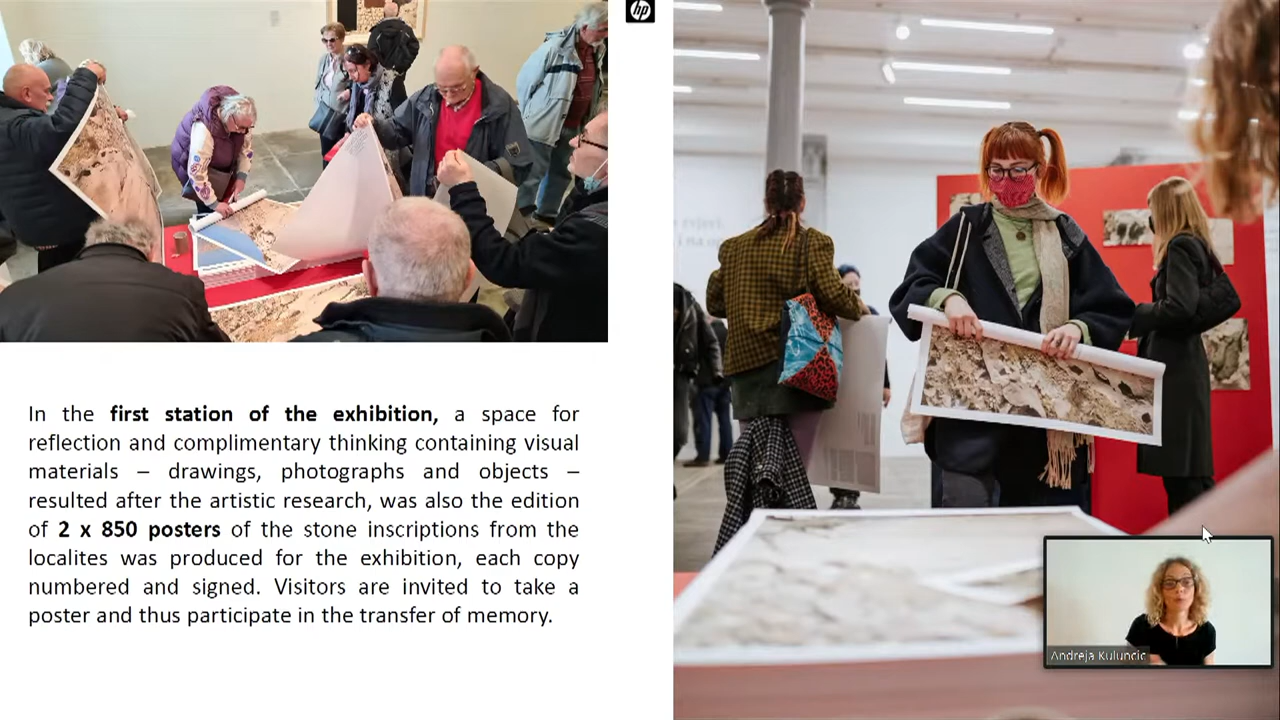 hp
In the first station of the exhibition, a space for
reflection and complimentary thinking containing visual
materials – drawings, photographs and objects –
resulted after the artistic research, was also the edition
of 2 x 850 posters of the stone inscriptions from the
localites was produced for the exhibition, each copy
numbered and signed. Visitors are invited to take a
poster and thus participate in the transfer of memory.
Andreja Kuluncic